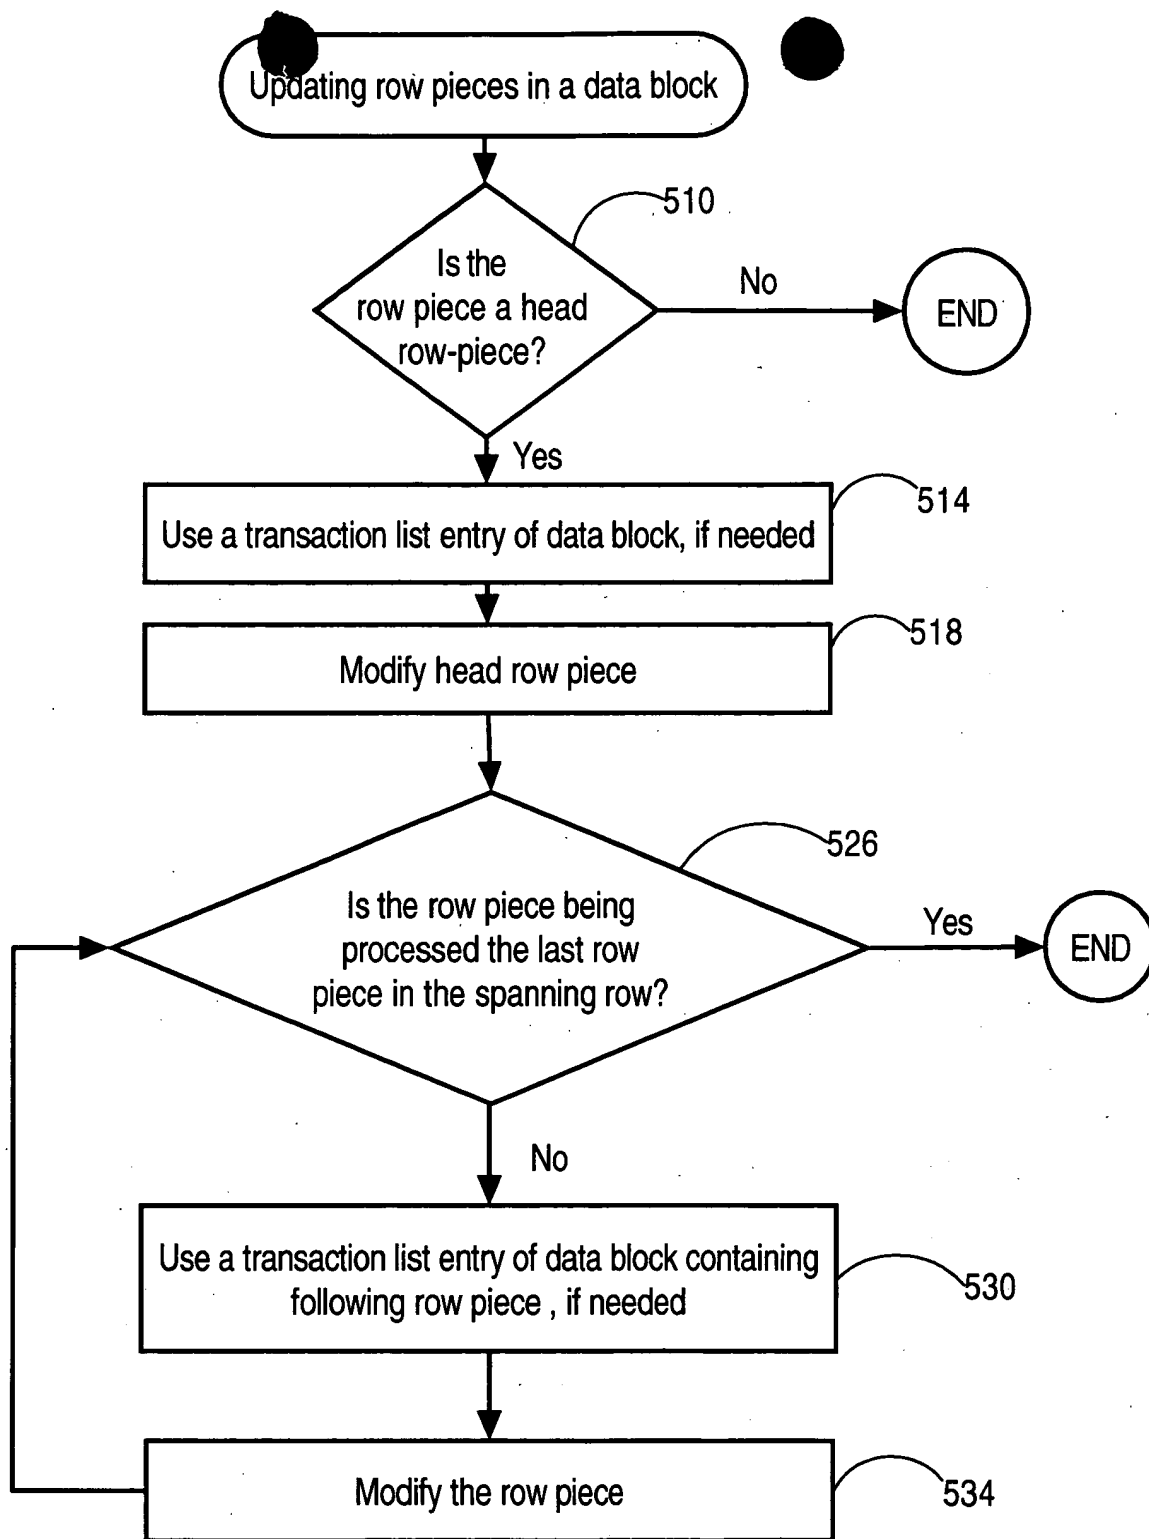 Updating row pieces in a data block
510
Is the
row piece a head
row-piece?
No
END
Yes
514
Use a transaction list entry of data block, if needed
518
Modify head row piece
526
Is the row piece being
processed the last row
piece in the spanning row?
Yes
END
No
Use a transaction list entry of data block containing
following row piece , if needed
530
Modify the row piece
534